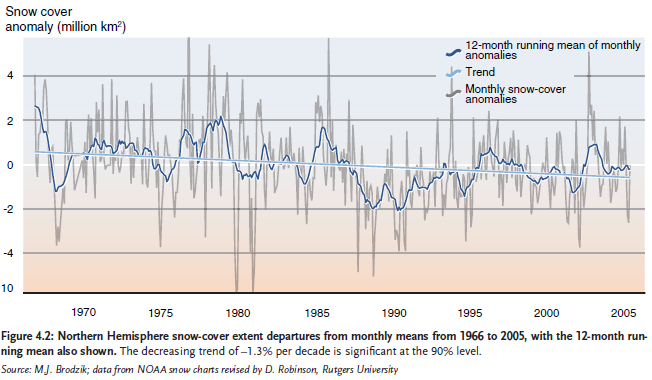 Snow cover
anomaly (million km²)
12-month running mean of monthly
anomalies
Trend
Monthly snow-cover
anomalies
4
2
0
-2
-4
10
1970 1975 1980 1985 1990 1995 2000 2005
Figure 4.2: Northern Hemisphere snow-cover extent departures from monthly means from 1966 to 2005, with the 12-month run-
ning mean also shown. The decreasing trend of –1.3% per decade is significant at the 90% level.
Source: M.J. Brodzik; data from NOAA snow charts revised by D. Robinson, Rutgers University